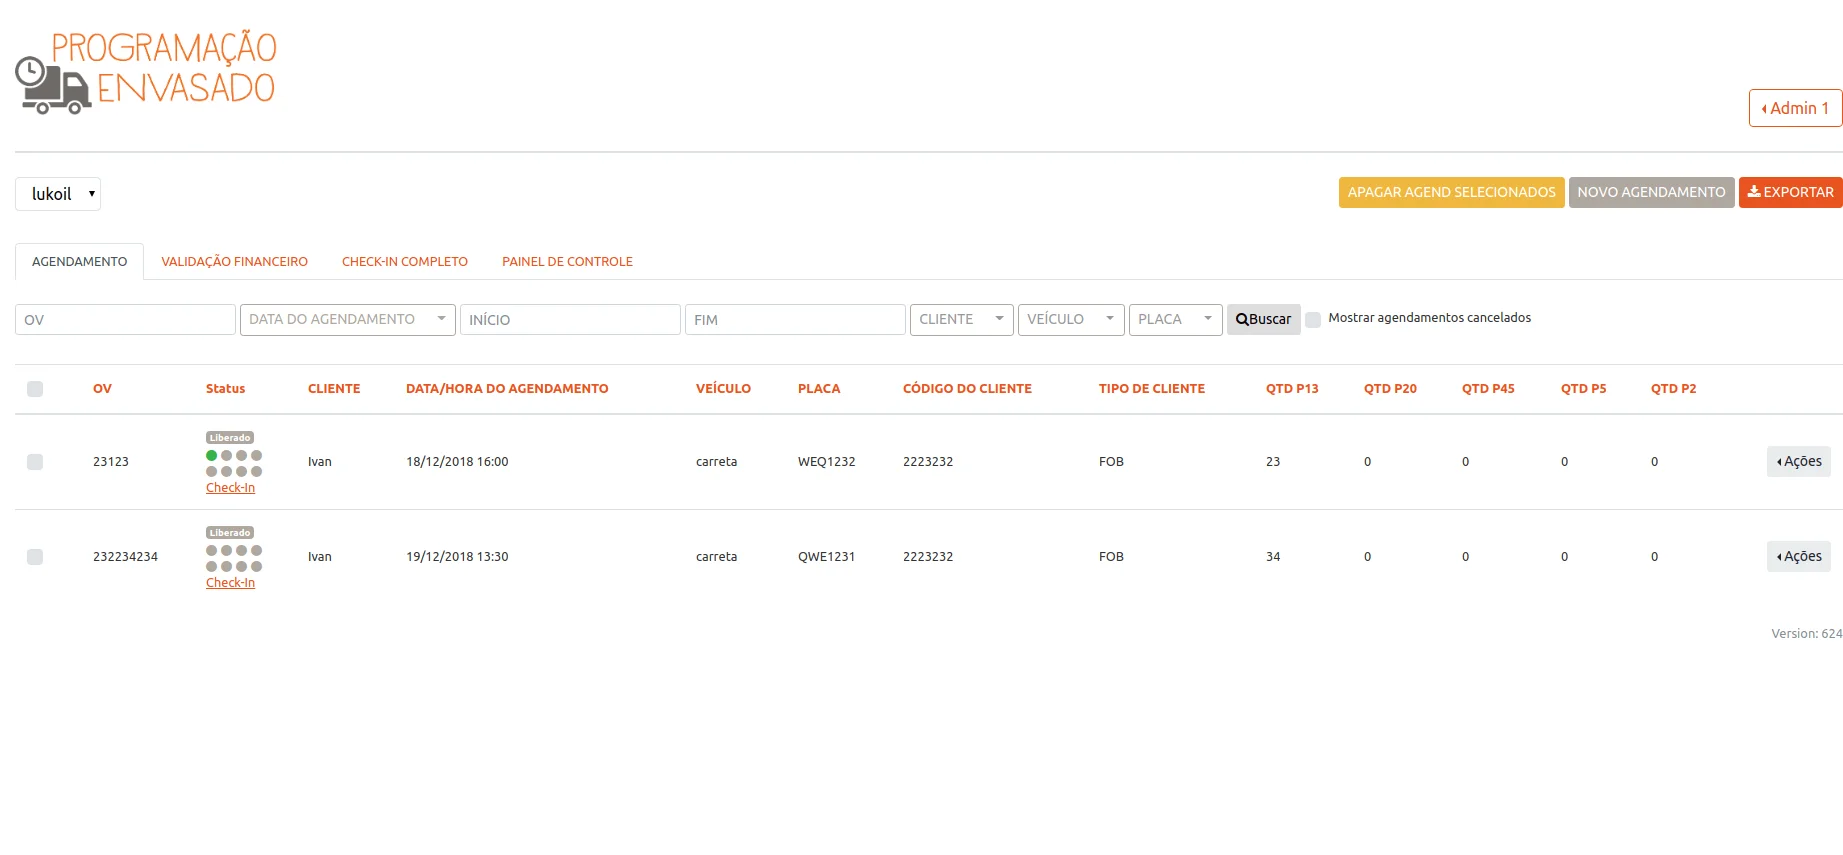 PROGRAMAÇÃO
ENVASADO
Admin 1
lukoil
APAGAR AGEND SELECIONADOS NOVO AGENDAMENTO EXPORTAR
AGENDAMENTO VALIDAÇÃO FINANCEIRO CHECK-IN COMPLETO PAINEL DE CONTROLE
OV DATA DO AGENDAMENTO INÍCIO FIM CLIENTE VEÍCULO PLACA Buscar Mostrar agendamentos cancelados
OV Status CLIENTE DATA/HORA DO AGENDAMENTO VEÍCULO PLACA CÓDIGO DO CLIENTE TIPO DE CLIENTE QTD P13 QTD P20 QTD P45 QTD P5 QTD P2
Liberado
23123 Ivan 18/12/2018 16:00 carreta WEQ1232 2223232 FOB 23 0 0 0 0 Ações
Check-In
Liberado
232234234 Ivan 19/12/2018 13:30 carreta QWE1231 2223232 FOB 34 0 0 0 0 Ações
Check-In
Version: 624